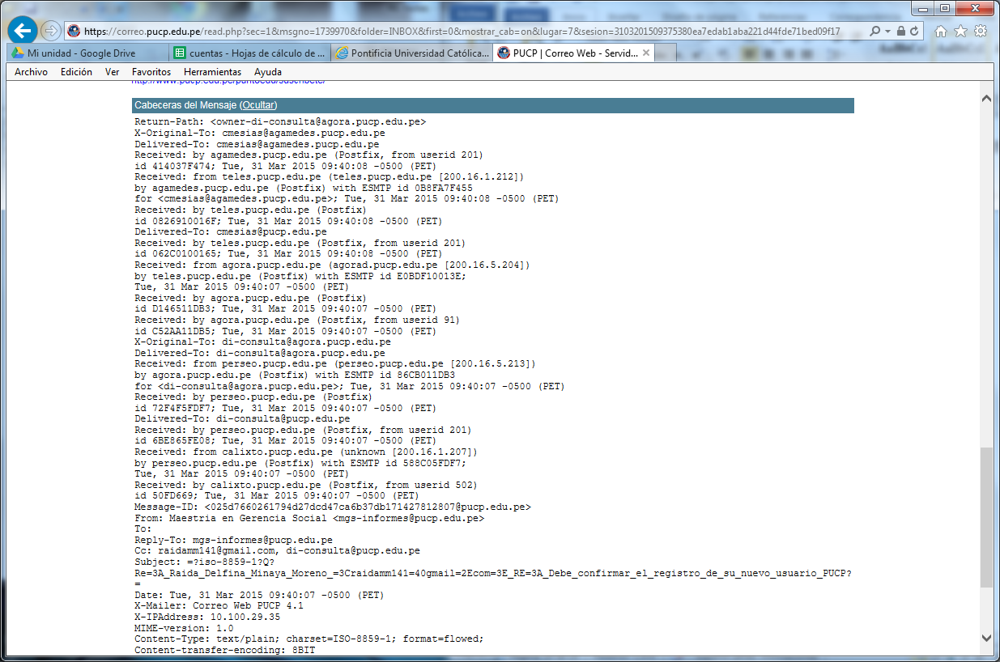 https://correo.pucp.edu.pe/read.php?sec=1&msgno=1739970&folder=INBOX&first=0&mostrar_cab=on&lugar=7&sesion=3103201509375380ea7edab1aba221d44fde71bed09f17
Mi unidad - Google Drive
cuentas - Hojas de cálculo de ...
Pontificia Universidad Católica...
PUCP | Correo Web - Servid...
Archivo Edición Ver Favoritos Herramientas Ayuda
http://www.pucp.edu.pe/puntoedu/suscribete/
Cabeceras del Mensaje (Ocultar)
Return-Path: <owner-di-consulta@agora.pucp.edu.pe>
X-Original-To: cmesias@agamedes.pucp.edu.pe
Delivered-To: cmesias@agamedes.pucp.edu.pe
Received: by agamedes.pucp.edu.pe (Postfix, from userid 201)
id 414037F474; Tue, 31 Mar 2015 09:40:08 -0500 (PET)
Received: from teles.pucp.edu.pe (teles.pucp.edu.pe [200.16.1.212])
by agamedes.pucp.edu.pe (Postfix) with ESMTP id 0B8FA7F455
for <cmesias@agamedes.pucp.edu.pe>; Tue, 31 Mar 2015 09:40:08 -0500 (PET)
Received: by teles.pucp.edu.pe (Postfix)
id 0826910016F; Tue, 31 Mar 2015 09:40:08 -0500 (PET)
Delivered-To: cmesias@pucp.edu.pe
Received: by teles.pucp.edu.pe (Postfix, from userid 201)
id 062C0100165; Tue, 31 Mar 2015 09:40:08 -0500 (PET)
Received: from agora.pucp.edu.pe (agorad.pucp.edu.pe [200.16.5.204])
by teles.pucp.edu.pe (Postfix) with ESMTP id E0BDF10013E;
Tue, 31 Mar 2015 09:40:07 -0500 (PET)
Received: by agora.pucp.edu.pe (Postfix)
id D146511DB3; Tue, 31 Mar 2015 09:40:07 -0500 (PET)
Received: by agora.pucp.edu.pe (Postfix, from userid 91)
id C52AA11DB5; Tue, 31 Mar 2015 09:40:07 -0500 (PET)
X-Original-To: di-consulta@agora.pucp.edu.pe
Delivered-To: di-consulta@agora.pucp.edu.pe
Received: from perseo.pucp.edu.pe (perseo.pucp.edu.pe [200.16.5.213])
by agora.pucp.edu.pe (Postfix) with ESMTP id 86CB011DB3
for <di-consulta@agora.pucp.edu.pe>; Tue, 31 Mar 2015 09:40:07 -0500 (PET)
Received: by perseo.pucp.edu.pe (Postfix)
id 72F4F5FDF7; Tue, 31 Mar 2015 09:40:07 -0500 (PET)
Delivered-To: di-consulta@pucp.edu.pe
Received: by perseo.pucp.edu.pe (Postfix, from userid 201)
id 6BE865FE08; Tue, 31 Mar 2015 09:40:07 -0500 (PET)
Received: from calixto.pucp.edu.pe (unknown [200.16.1.207])
by perseo.pucp.edu.pe (Postfix) with ESMTP id 588C05FDF7;
Tue, 31 Mar 2015 09:40:07 -0500 (PET)
Received: by calixto.pucp.edu.pe (Postfix, from userid 502)
id 50FD669; Tue, 31 Mar 2015 09:40:07 -0500 (PET)
Message-ID: <025d7660261794d27dcd47ca6b37db171427812807@pucp.edu.pe>
From: Maestria en Gerencia Social <mgs-informes@pucp.edu.pe>
To:
Reply-To: mgs-informes@pucp.edu.pe
Cc: raidamm141@gmail.com, di-consulta@pucp.edu.pe
Subject: =?iso-8859-1?Q?
Re=3A_Raida_Delfina_Minaya_Moreno_=3Craidamm141=40gmail=2Ecom=3E_RE=3A_Debe_confirmar_el_registro_de_su_nuevo_usuario_PUCP?
=
Date: Tue, 31 Mar 2015 09:40:07 -0500 (PET)
X-Mailer: Correo Web PUCP 4.1
X-IPAddress: 10.100.29.35
MIME-version: 1.0
Content-Type: text/plain; charset=ISO-8859-1; format=flowed;
Content-transfer-encoding: 8BIT